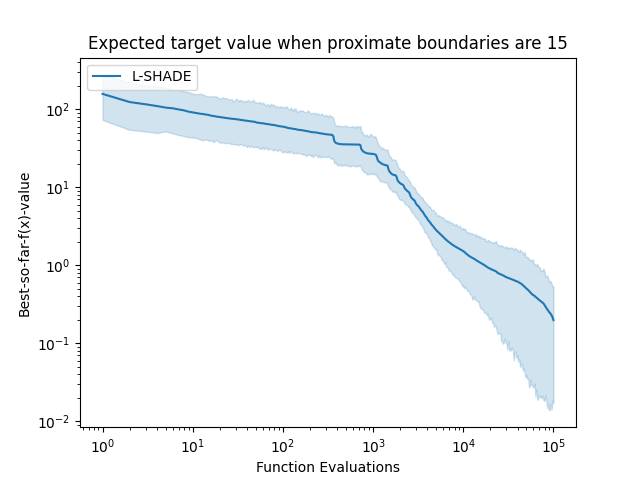 Expected target value when proximate boundaries are 15
L-SHADE
Best-so-far-f(x)-value
10²
10¹
10⁰
10⁻¹
10⁻²
10⁰ 10¹ 10² 10³ 10⁴ 10⁵
Function Evaluations